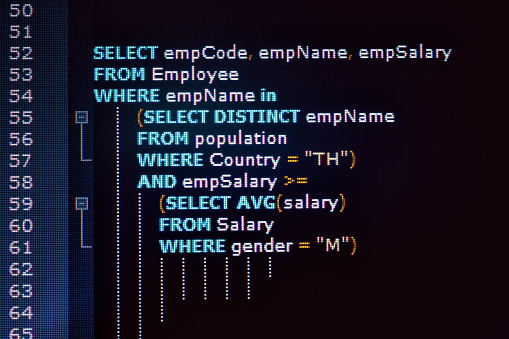 50
51
52 SELECT empCode, empName, empSalary
53 FROM Employee
54 WHERE empName in
55 (SELECT DISTINCT empName
56 FROM population
57 WHERE Country = "TH")
58 AND empSalary >=
59 (SELECT AVG(salary)
60 FROM Salary
61 WHERE gender = "M")
62
63
64
65